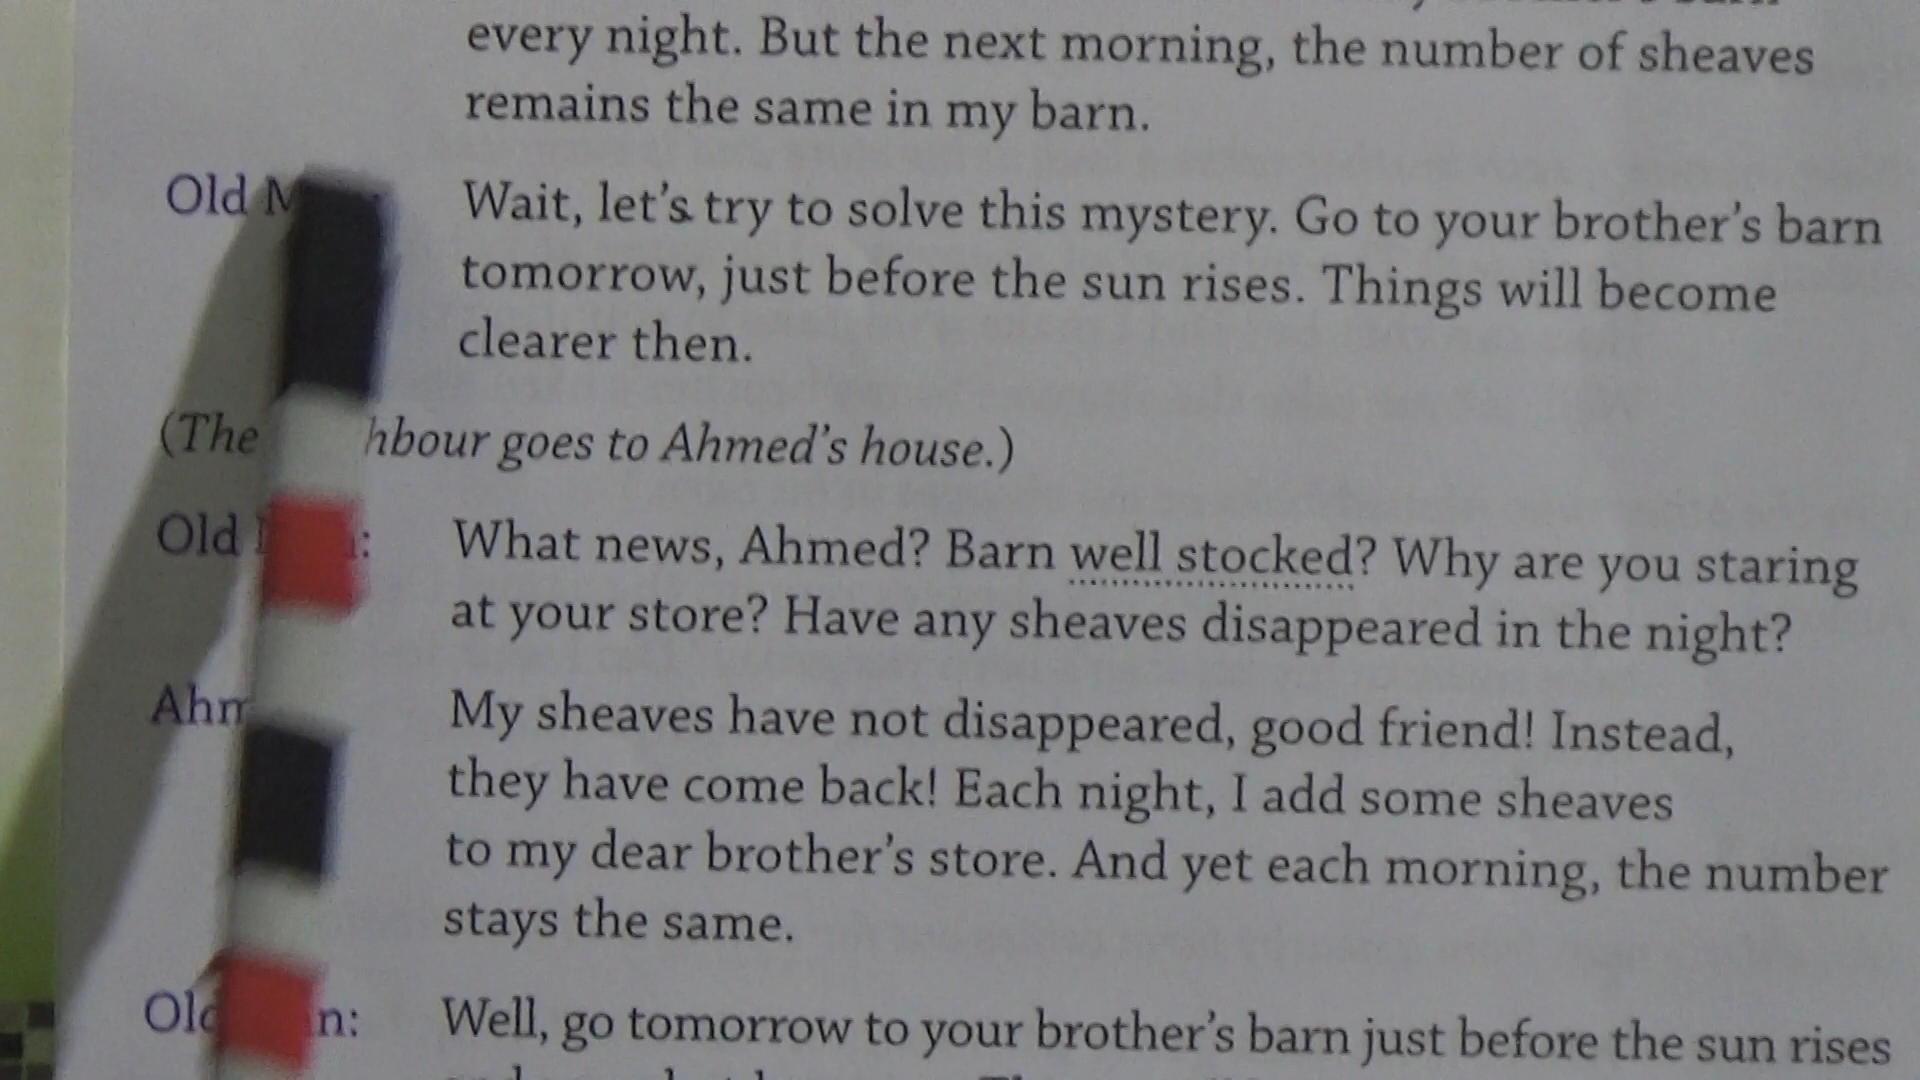 every night. But the next morning, the number of sheaves
remains the same in my barn.
Old Wait, let's try to solve this mystery. Go to your brother's barn
tomorrow, just before the sun rises. Things will become
clearer then.
(The hbour goes to Ahmed's house.)
Old : What news, Ahmed? Barn well stocked? Why are you staring
at your store? Have any sheaves disappeared in the night?
Ahm My sheaves have not disappeared, good friend! Instead,
they have come back! Each night, I add some sheaves
to my dear brother's store. And yet each morning, the number
stays the same.
Old n: Well, go tomorrow to your brother's barn just before the sun rises